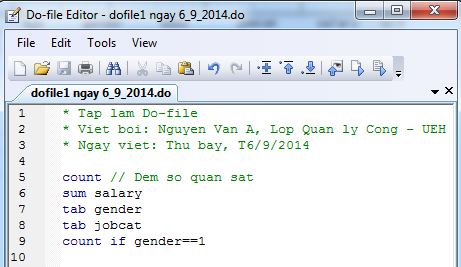 Do-file Editor - dofile1 ngay 6_9_2014.do
File Edit Tools View
dofile1 ngay 6_9_2014.do
1 * Tap lam Do-file
2 * Viet boi: Nguyen Van A, Lop Quan ly Cong - UEH
3 * Ngay viet: Thu bay, T6/9/2014
4
5 count // Dem so quan sat
6 sum salary
7 tab gender
8 tab jobcat
9 count if gender==1
10